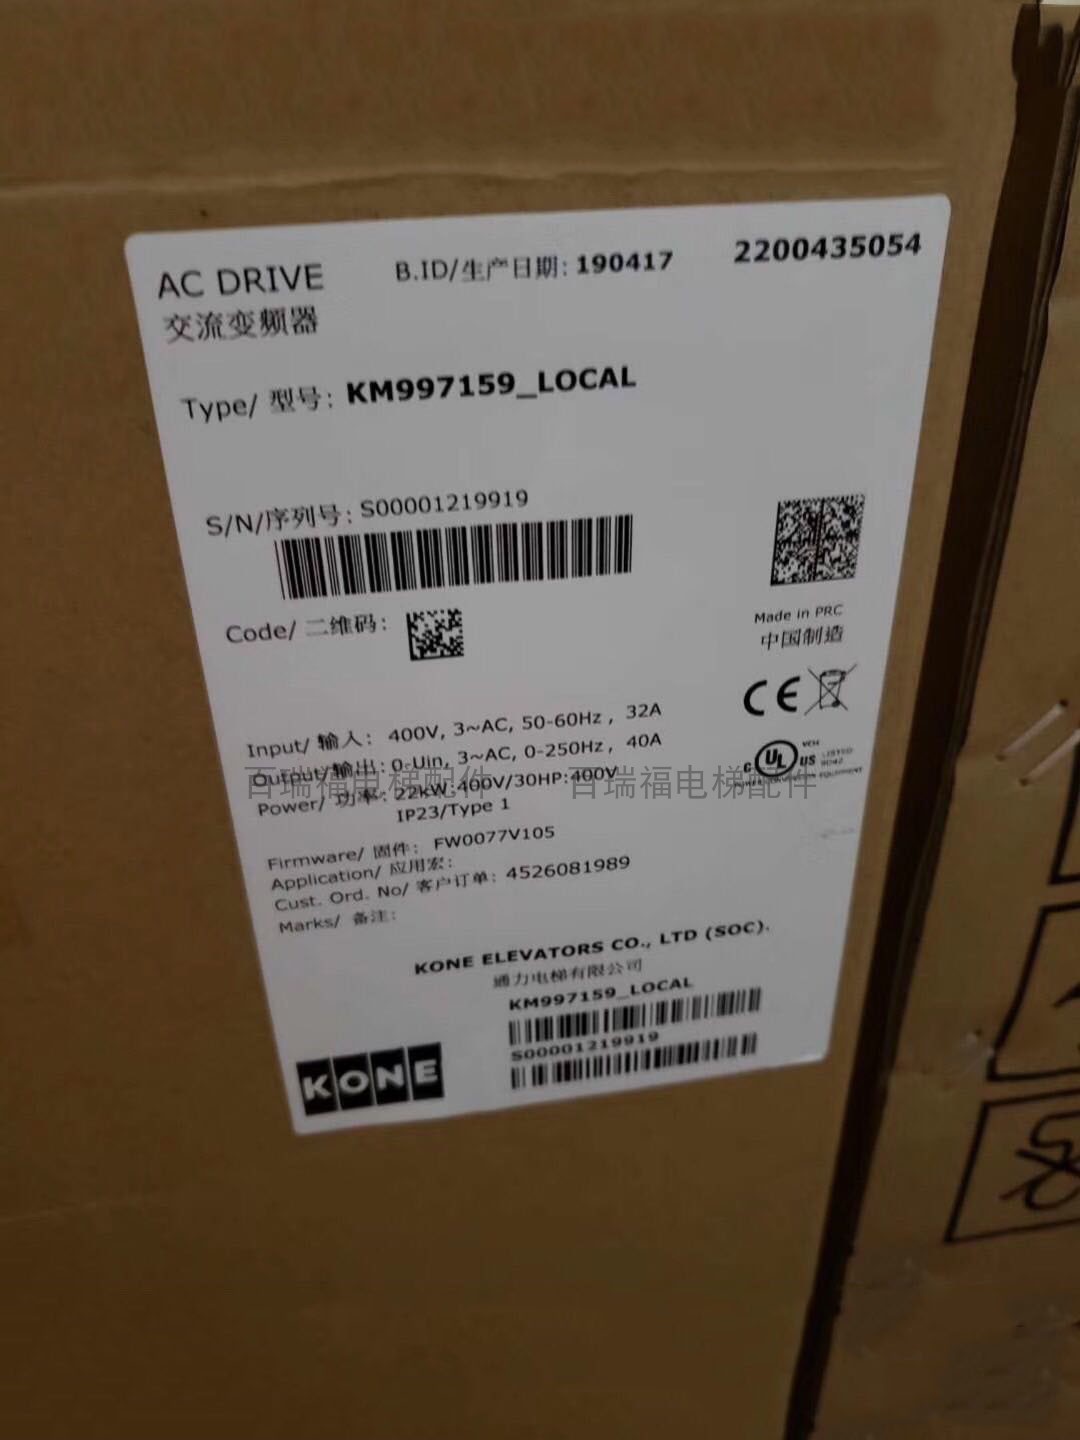 AC DRIVE B.ID/生产日期: 190417 2200435054
交流变频器
Type/ 型号: KM997159_LOCAL
S/N/序列号: S00001219919
Code/ 二维码:
Made in PRC
中国制造
CE
Input/ 输入: 400V, 3~AC, 50-60Hz , 32A
Output/ 输出: 0-Uin, 3~AC, 0-250Hz, 40A
Power/ 功率: 22kW:400V/30HP:400V
IP23/Type 1
C UL US LISTED
百瑞福电梯配件 百瑞福电梯配件
Firmware/ 固件: FW0077V105
Application/ 应用宏:
Cust. Ord. No/ 客户订单: 4526081989
Marks/ 备注:
KONE ELEVATORS CO., LTD (SOC).
通力电梯有限公司
KM997159_LOCAL
S00001219919
KONE